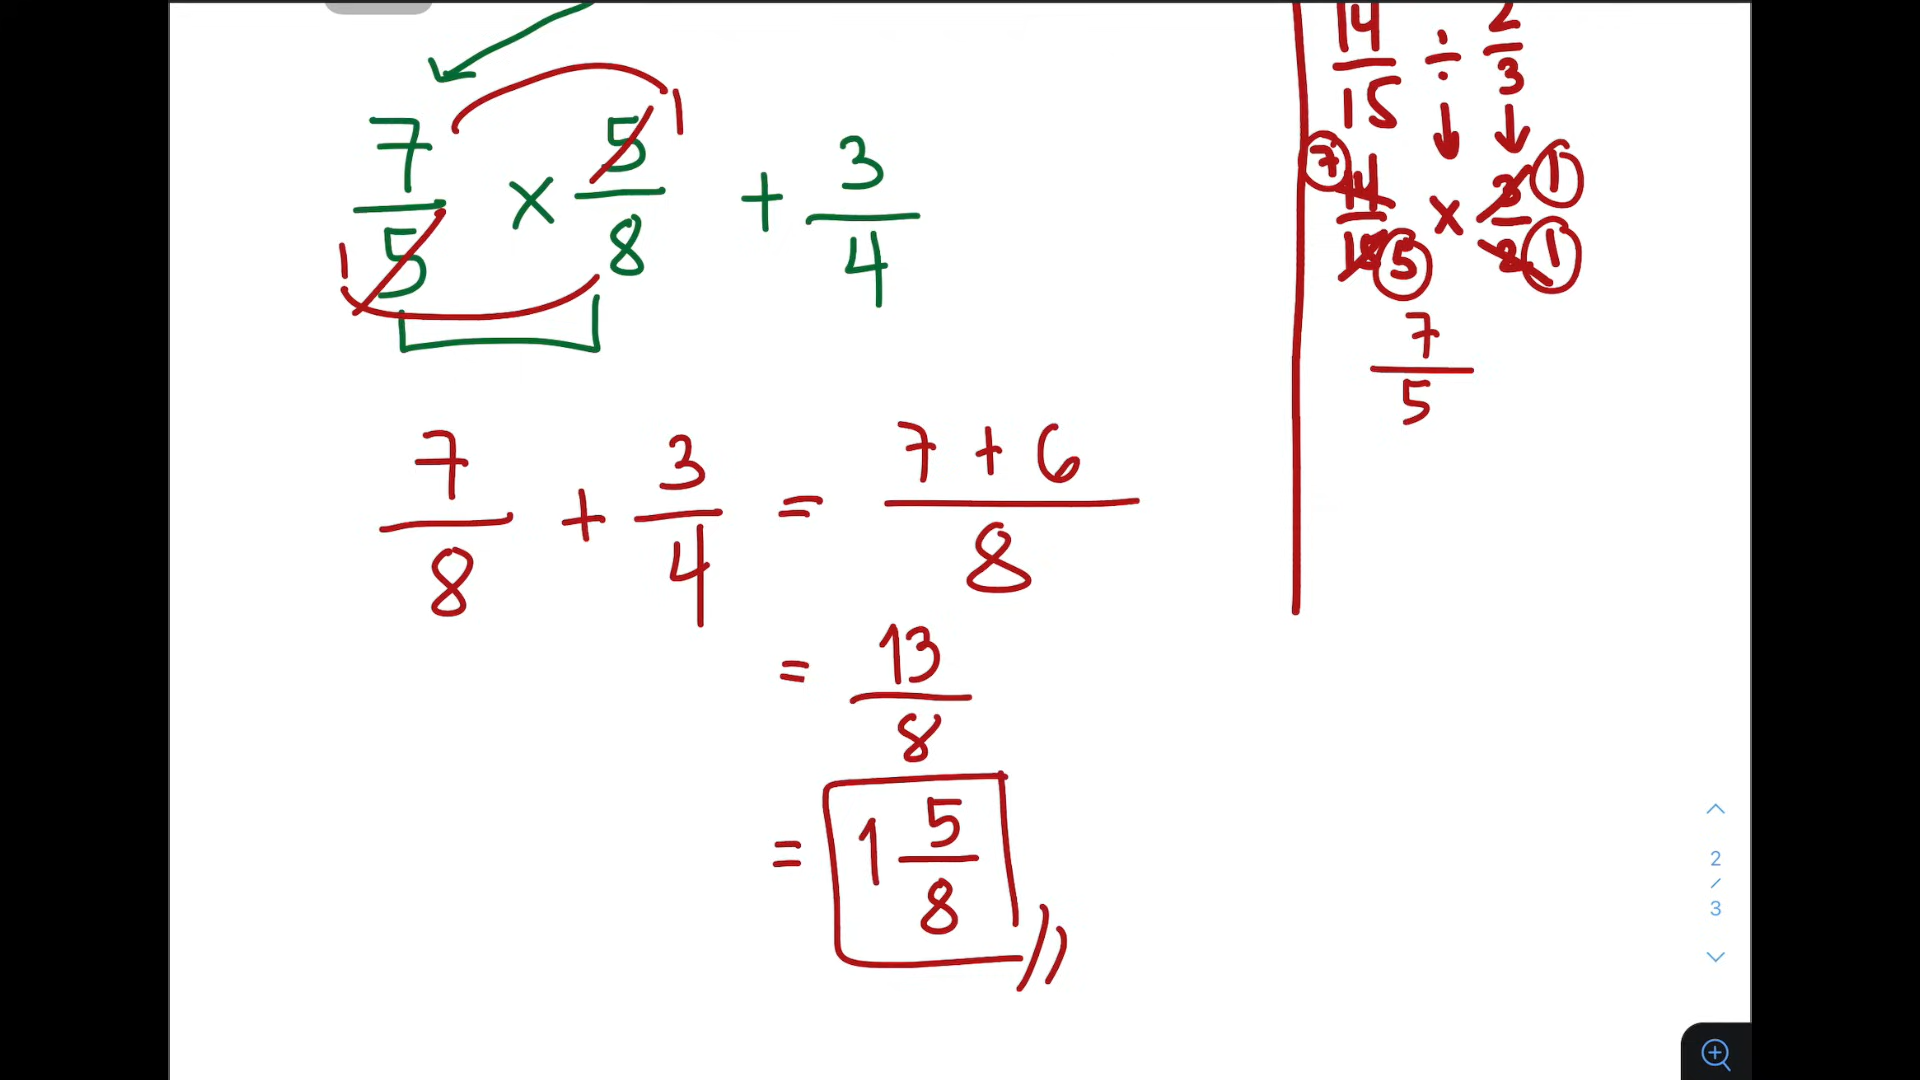 7/5 × 5/8 + 3/4
1 1
7/8 + 3/4 = 7 + 6/8
= 13/8
= 1 5/8
14/15 ÷ 2/3
14/15 × 3/2
7 1
5 1
7/5
2
/
3